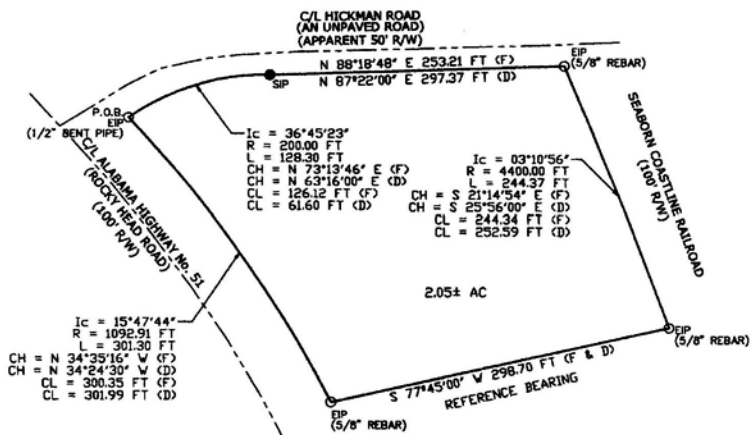 C/L HICKMAN ROAD
(AN UNPAVED ROAD)
(APPARENT 50' R/W)
N 88°18'48" E 253.21 FT (F)
N 87°22'00" E 297.37 FT (D)
EIP
(5/8" REBAR)
SIP
P.O.B.
EIP
(1/2" BENT PIPE)
Ic = 36°45'23"
R = 200.00 FT
L = 128.30 FT
CH = N 73°13'46" E (F)
CH = N 63°16'00" E (D)
CL = 126.12 FT (F)
CL = 61.60 FT (D)
Ic = 03°10'56"
R = 4400.00 FT
L = 244.37 FT
CH = S 21°14'54" E (F)
CH = S 25°56'00" E (D)
CL = 244.34 FT (F)
CL = 252.59 FT (D)
SEABORN COASTLINE RAILROAD
(100' R/W)
C/L ALABAMA HIGHWAY No. 51
(ROCKY HEAD ROAD)
(100' R/W)
2.05± AC
Ic = 15°47'44"
R = 1092.91 FT
L = 301.30 FT
CH = N 34°35'16" W (F)
CH = N 34°24'30" W (D)
CL = 300.35 FT (F)
CL = 301.99 FT (D)
EIP
(5/8" REBAR)
S 77°45'00" W 298.70 FT (F & D)
REFERENCE BEARING
EIP
(5/8" REBAR)